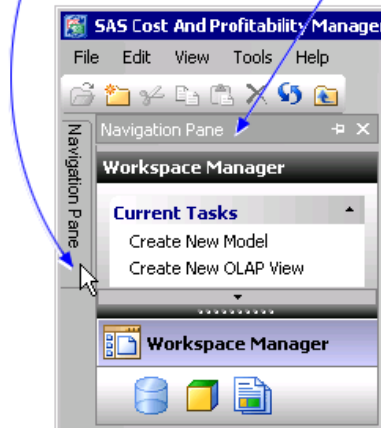 SAS Cost And Profitability Manage
File Edit View Tools Help
Navigation Pane
Navigation Pane
Workspace Manager
Current Tasks
Create New Model
Create New OLAP View
Workspace Manager